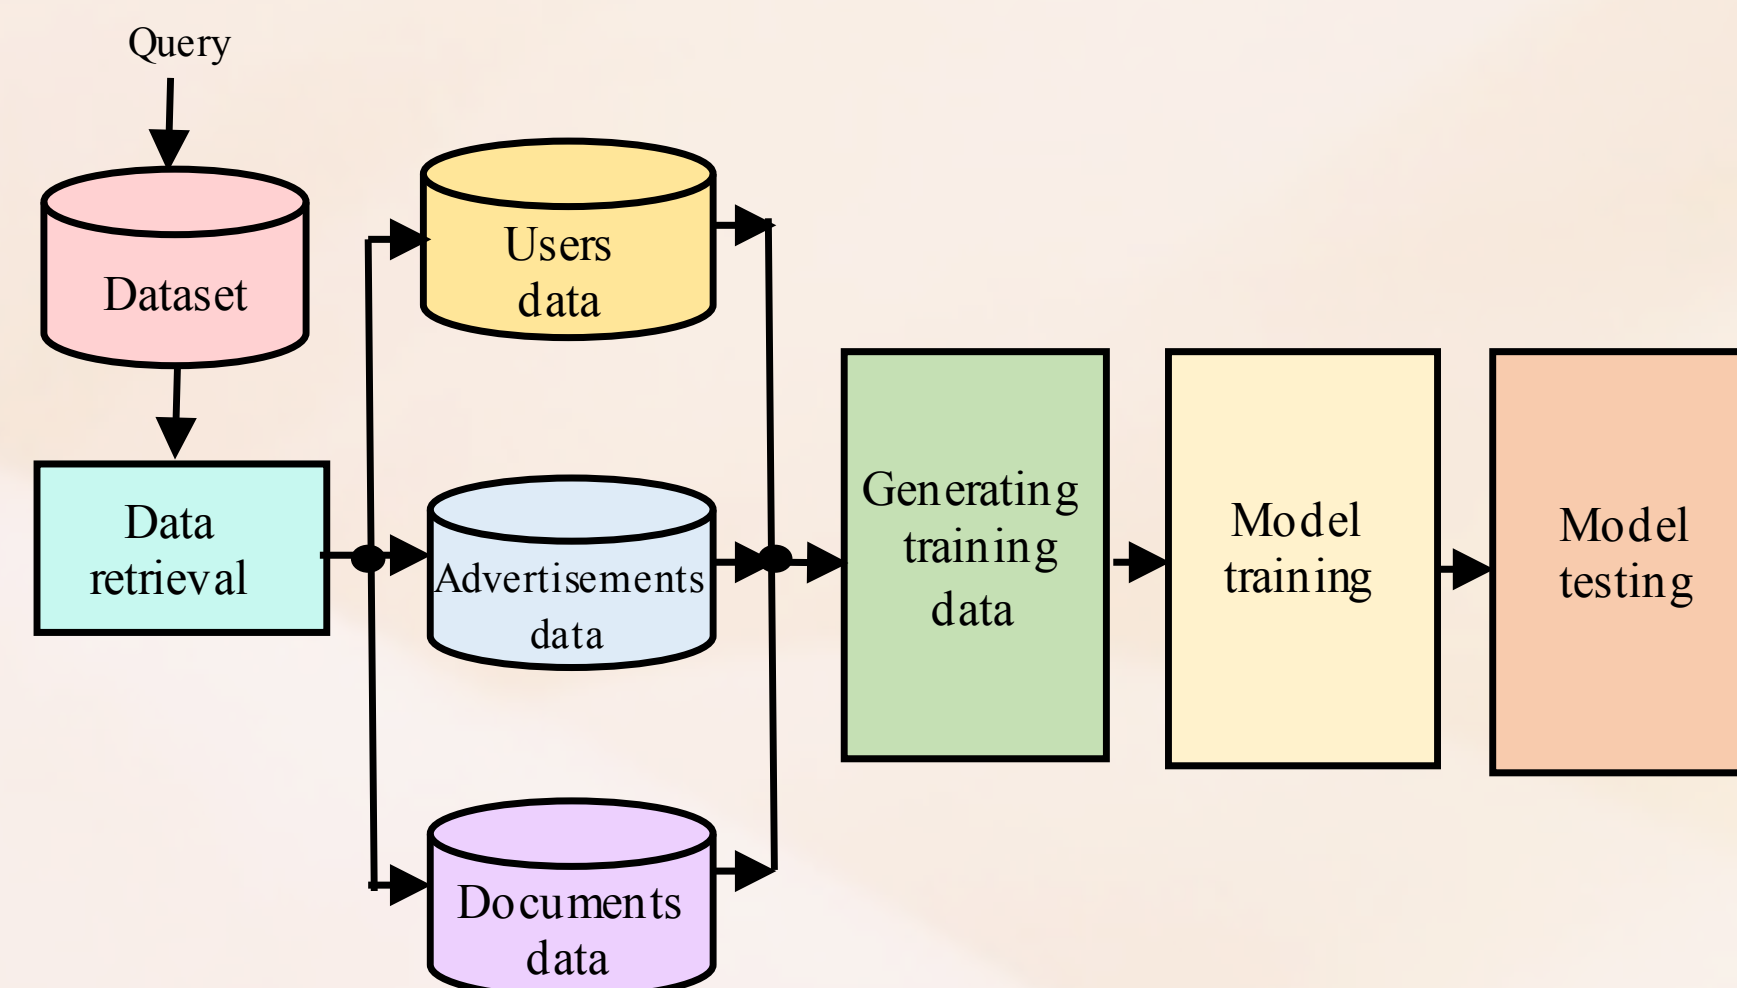 Query
Dataset
Data
retrieval
Users
data
Advertisements
data
Documents
data
Generating
training
data
Model
training
Model
testing